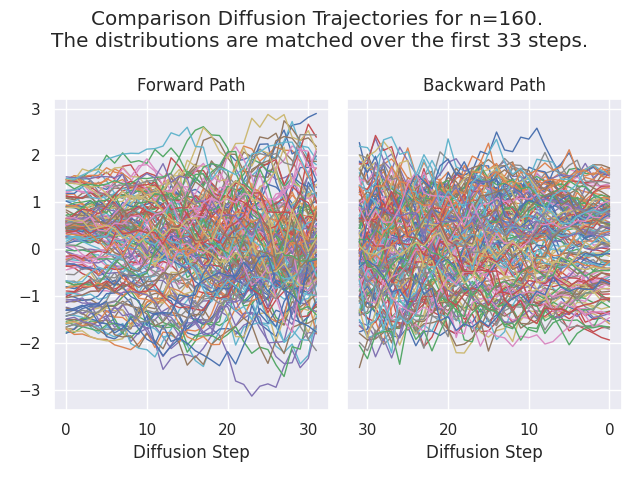 Comparison Diffusion Trajectories for n=160.
The distributions are matched over the first 33 steps.
Forward Path
Backward Path
3
2
1
0
−1
−2
−3
0 10 20 30
30 20 10 0
Diffusion Step
Diffusion Step